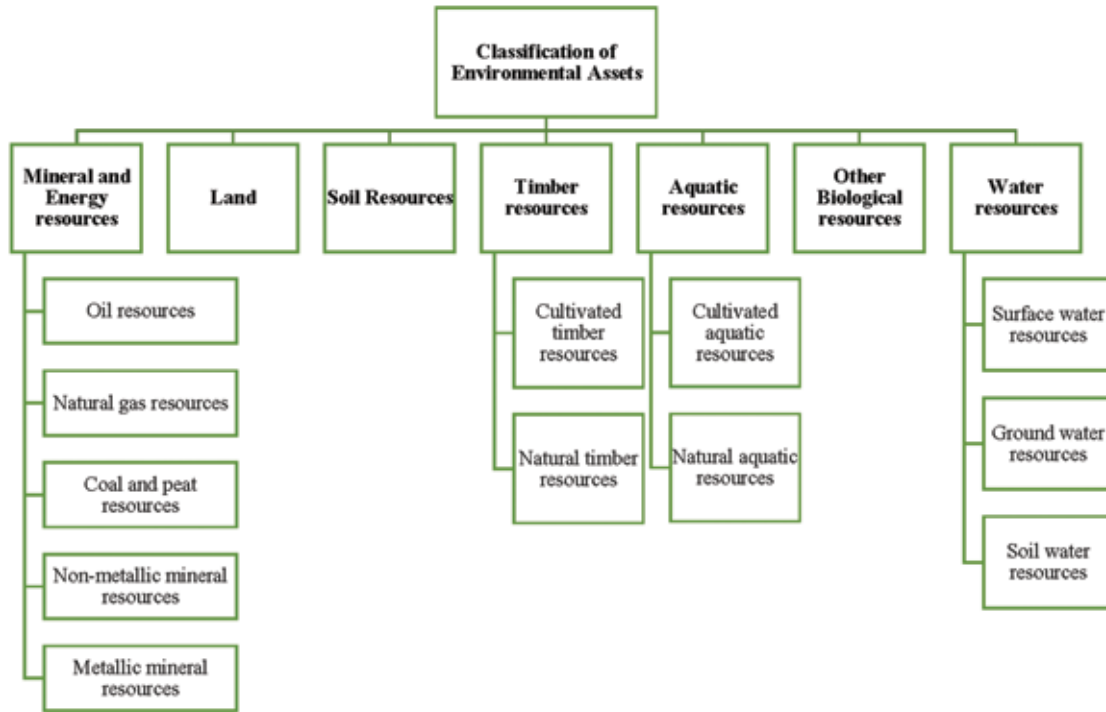 Classification of
Environmental Assets
Mineral and
Energy
resources
Land
Soil Resources
Timber
resources
Aquatic
resources
Other
Biological
resources
Water
resources
Oil resources
Natural gas resources
Coal and peat
resources
Non-metallic mineral
resources
Metallic mineral
resources
Cultivated
timber
resources
Natural timber
resources
Cultivated
aquatic
resources
Natural aquatic
resources
Surface water
resources
Ground water
resources
Soil water
resources